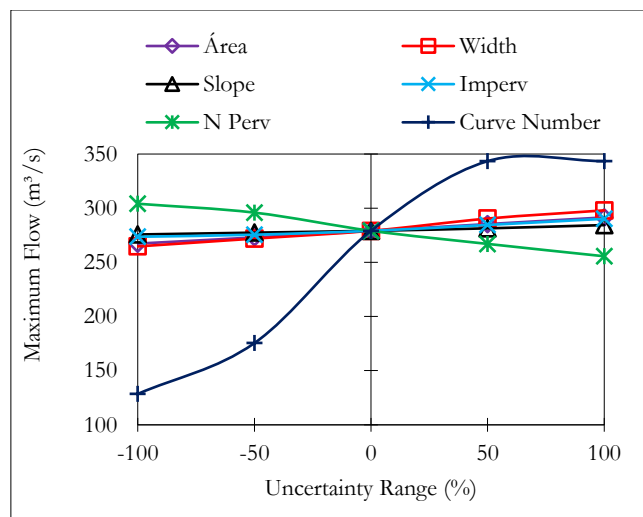 Área
Width
Slope
Imperv
N Perv
Curve Number
350
300
250
200
150
100
-100
-50
0
50
100
Maximum Flow (m³/s)
Uncertainty Range (%)